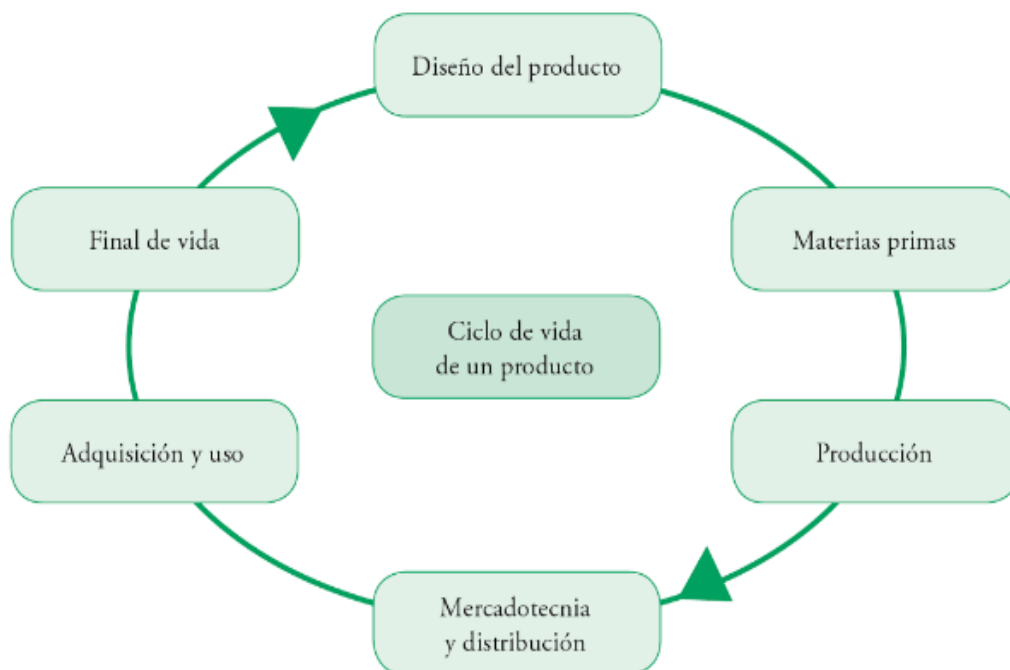 Diseño del producto
Materias primas
Producción
Mercadotecnia
y distribución
Adquisición y uso
Final de vida
Ciclo de vida
de un producto